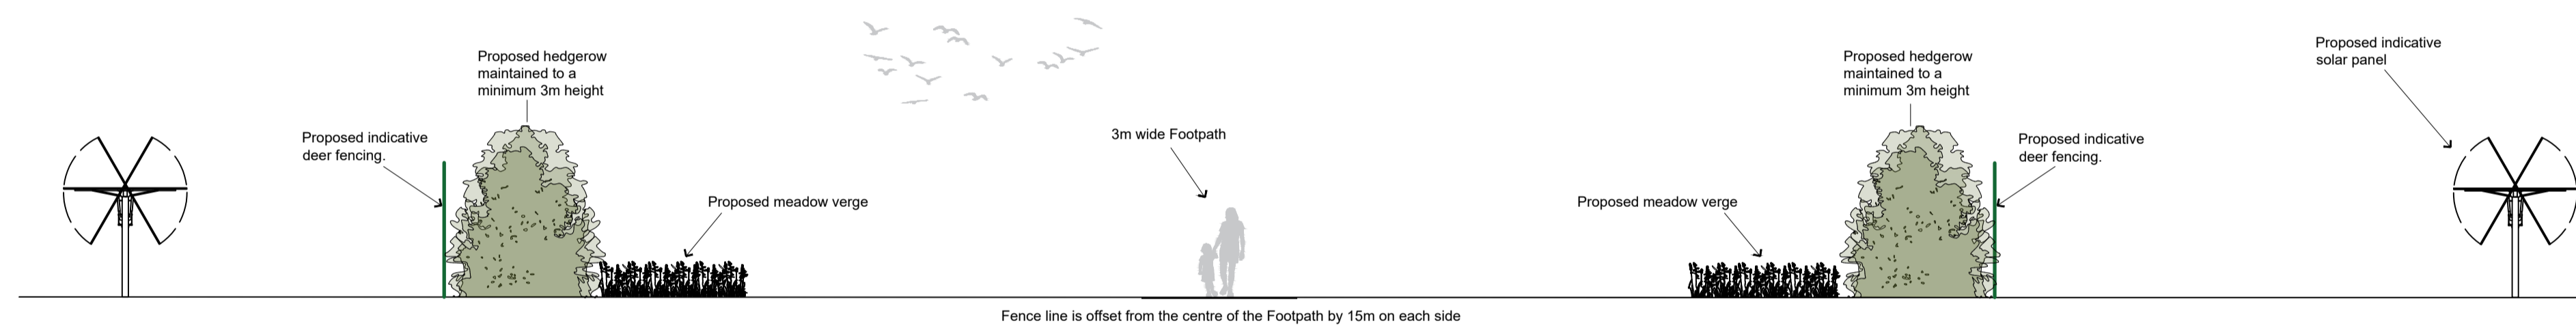 Proposed indicative
deer fencing.
Proposed hedgerow
maintained to a
minimum 3m height
Proposed meadow verge
3m wide Footpath
Proposed meadow verge
Proposed hedgerow
maintained to a
minimum 3m height
Proposed indicative
deer fencing.
Proposed indicative
solar panel
Fence line is offset from the centre of the Footpath by 15m on each side